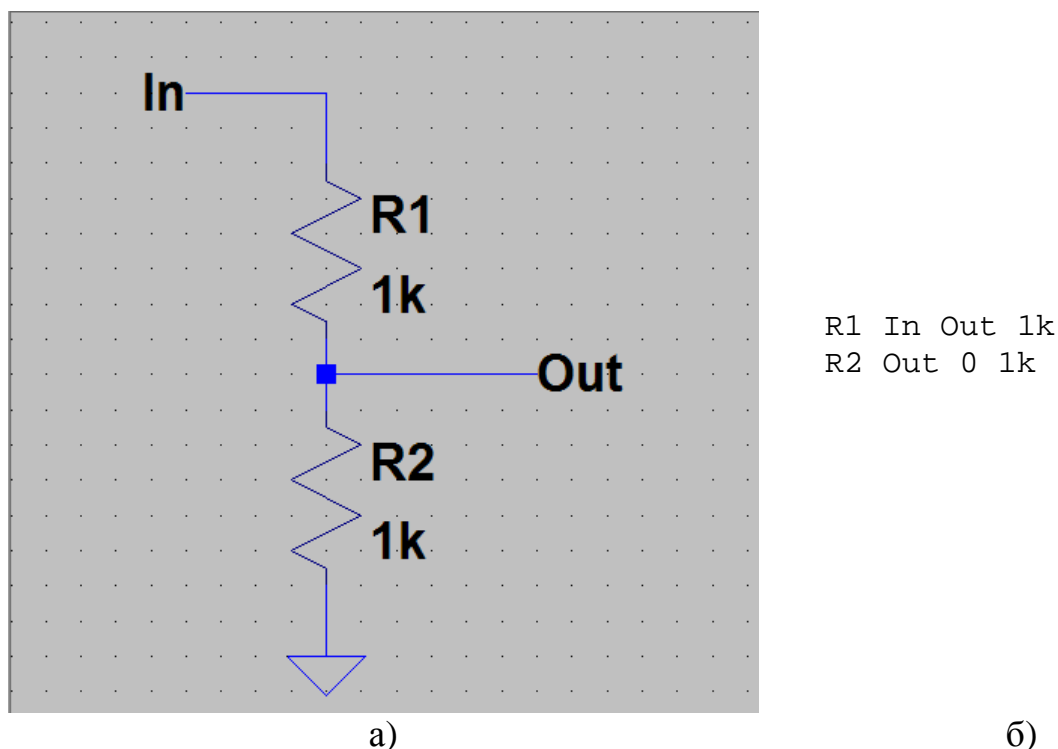 In
R1
1k
Out
R2
1k
R1 In Out 1k
R2 Out 0 1k
а)
б)